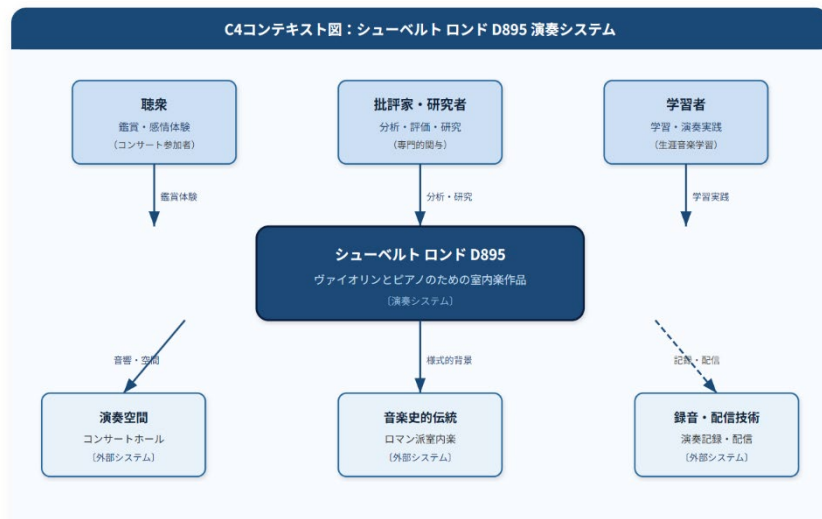 C4コンテキスト図：シューベルト ロンド D895 演奏システム
聴衆
鑑賞・感情体験
（コンサート参加者）
批評家・研究者
分析・評価・研究
（専門的関与）
学習者
学習・演奏実践
（生涯音楽学習）
鑑賞体験
分析・研究
学習実践
シューベルト ロンド D895
ヴァイオリンとピアノのための室内楽作品
〔演奏システム〕
音響・空間
様式的背景
記録・配信
演奏空間
コンサートホール
〔外部システム〕
音楽史的伝統
ロマン派室内楽
〔外部システム〕
録音・配信技術
演奏記録・配信
〔外部システム〕